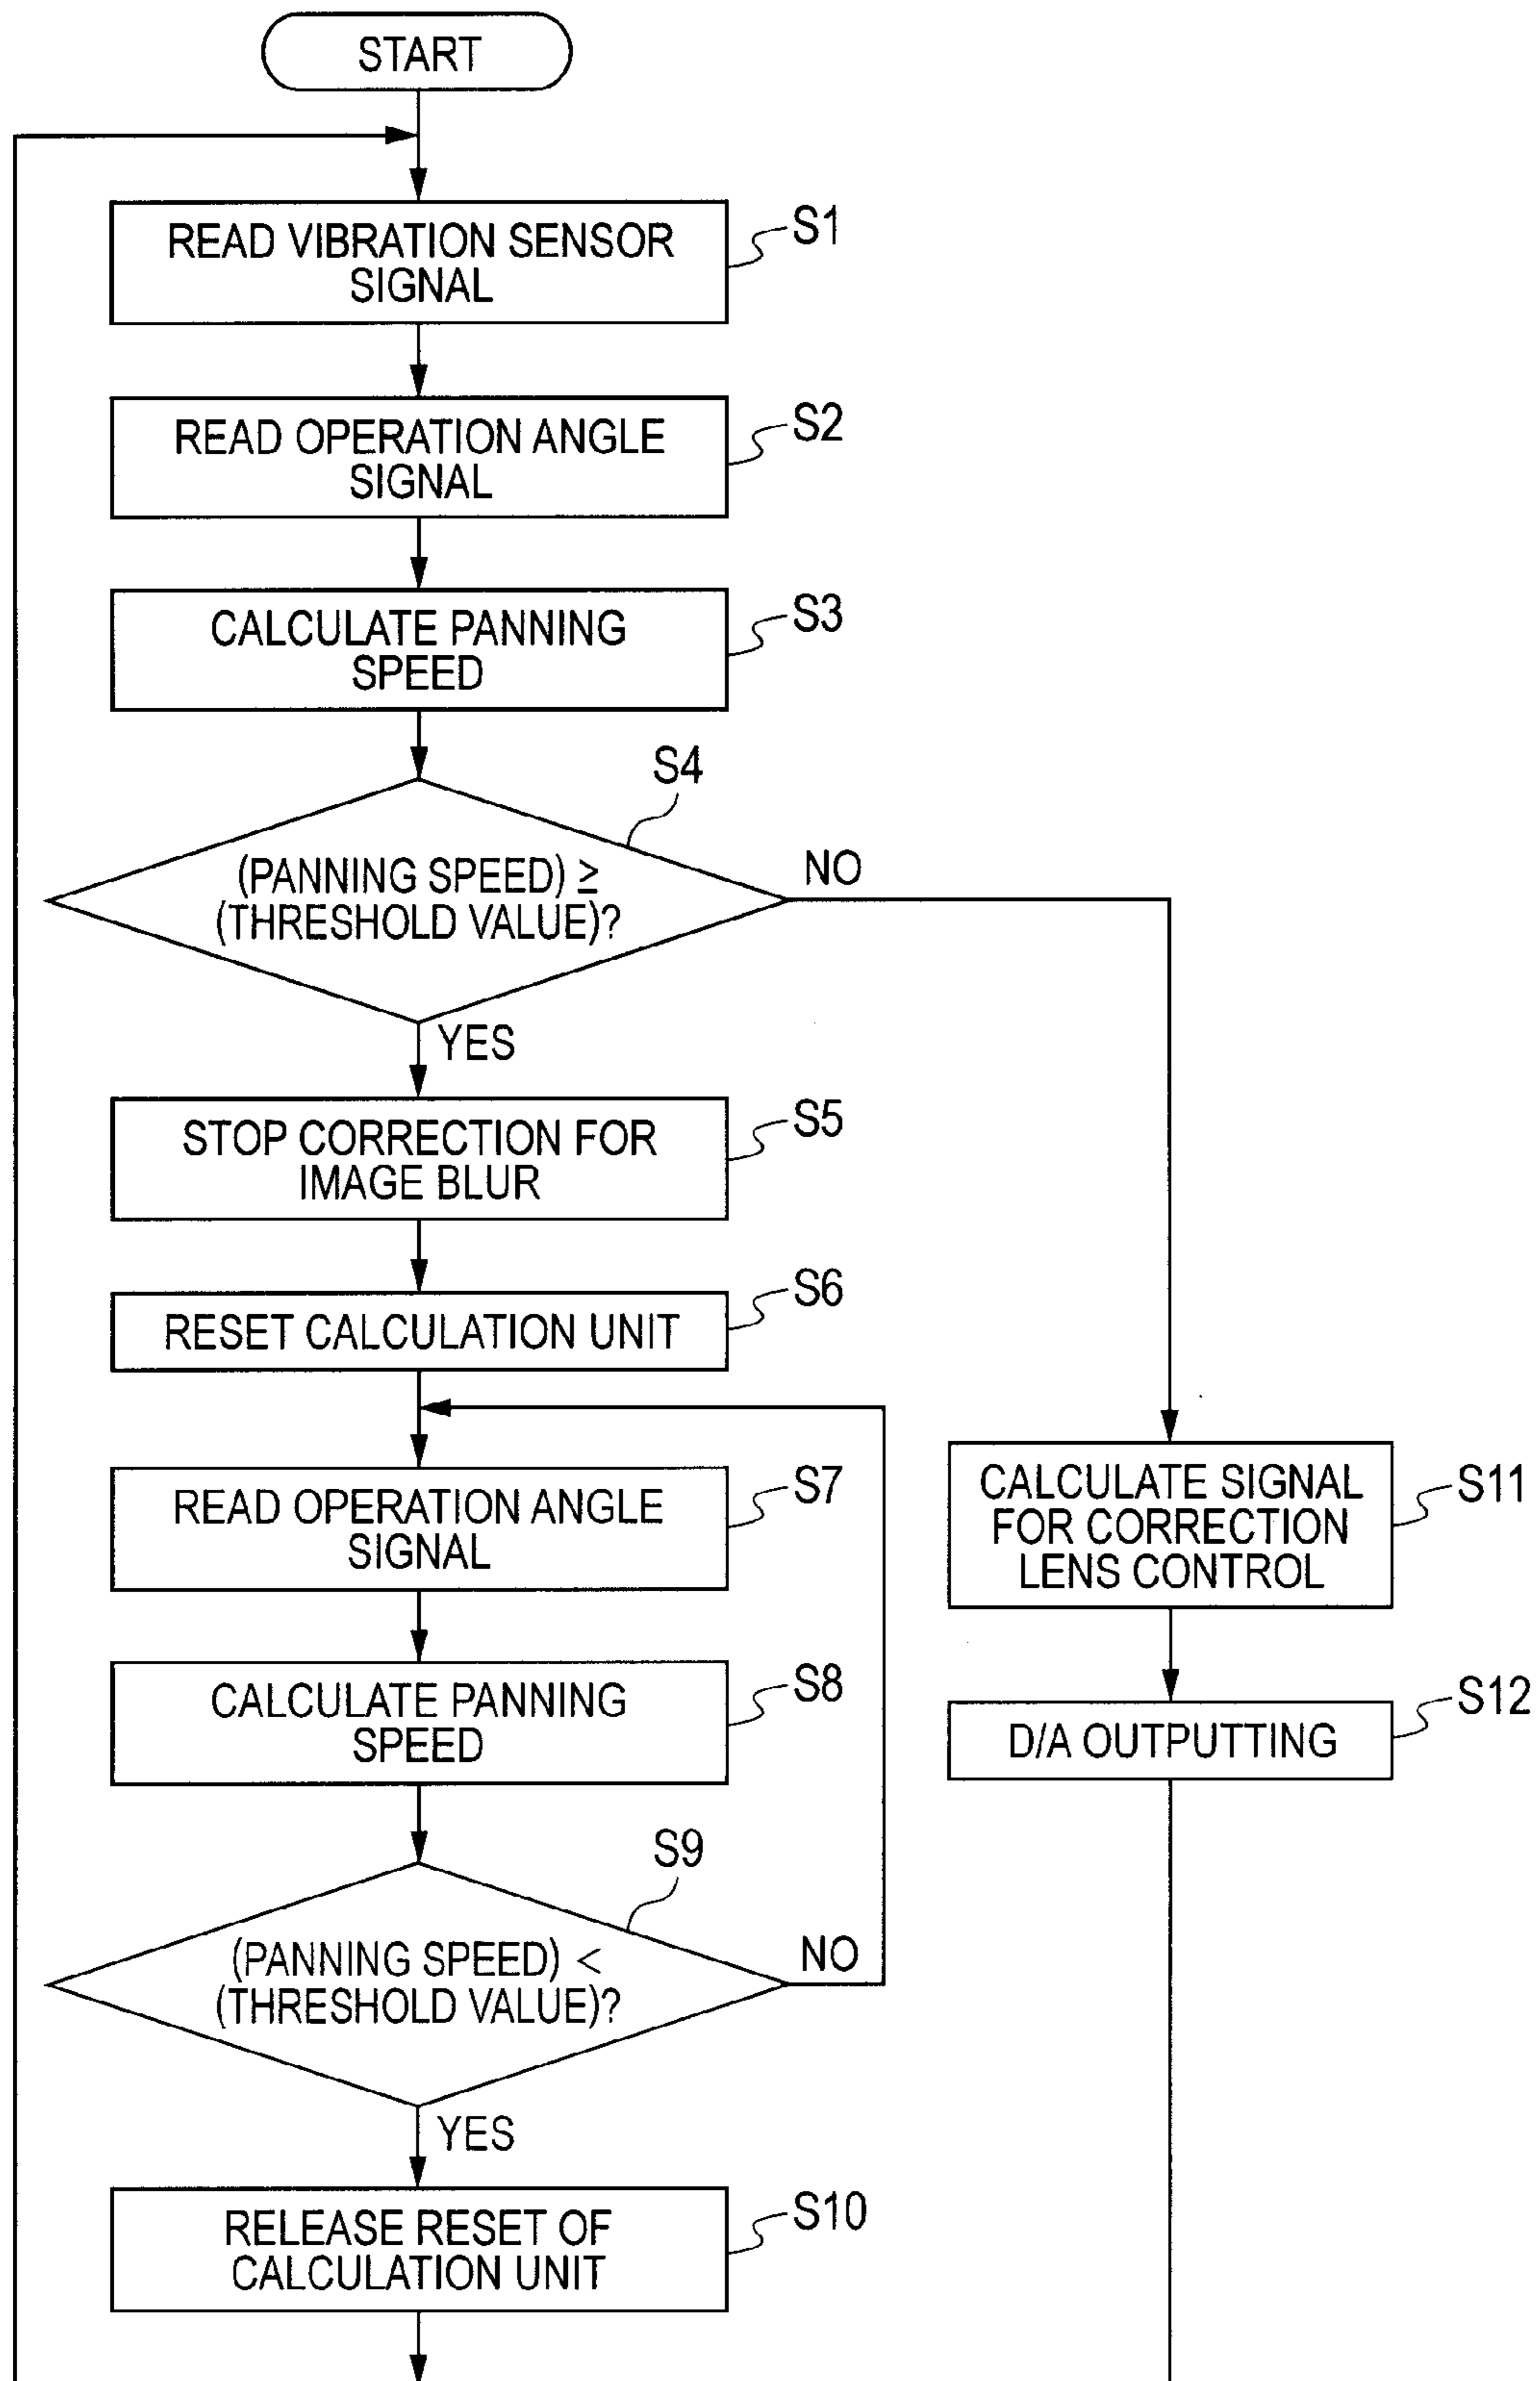 START
READ VIBRATION SENSOR
SIGNAL
S1
READ OPERATION ANGLE
SIGNAL
S2
CALCULATE PANNING
SPEED
S3
S4
(PANNING SPEED) ≥
(THRESHOLD VALUE)?
NO
YES
STOP CORRECTION FOR
IMAGE BLUR
S5
RESET CALCULATION UNIT
S6
READ OPERATION ANGLE
SIGNAL
S7
CALCULATE PANNING
SPEED
S8
S9
(PANNING SPEED) <
(THRESHOLD VALUE)?
NO
YES
RELEASE RESET OF
CALCULATION UNIT
S10
CALCULATE SIGNAL
FOR CORRECTION
LENS CONTROL
S11
D/A OUTPUTTING
S12